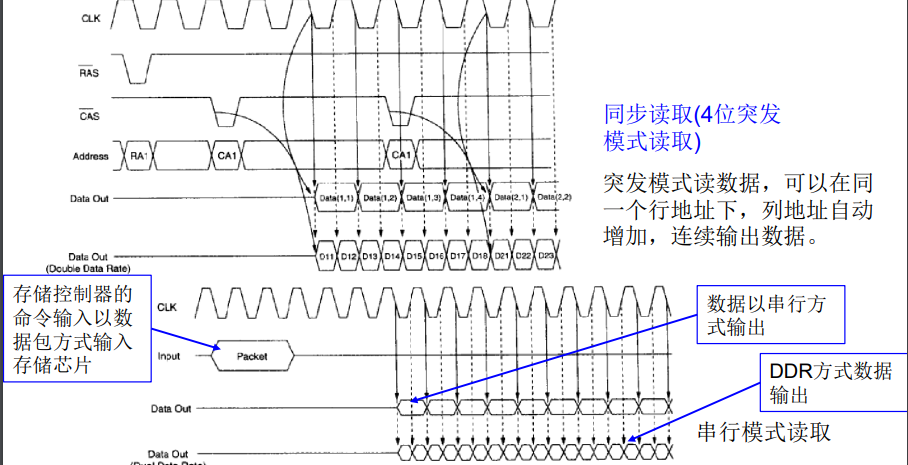 CLK
RAS
CAS
Address
RA1
CA1
CA1
Data Out
Data(1,1)
Data(1,2)
Data(1,3)
Data(1,4)
Data(2,1)
Data(2,2)
Data Out
(Double Data Rate)
D11
D12
D13
D14
D15
D16
D17
D18
D21
D22
D23
同步读取(4位突发
模式读取)
突发模式读数据，可以在同
一个行地址下，列地址自动
增加，连续输出数据。
存储控制器的
命令输入以数
据包方式输入
存储芯片
CLK
Input
Packet
数据以串行方
式输出
DDR方式数据
输出
Data Out
串行模式读取
Data Out
(Dual Data Rate)